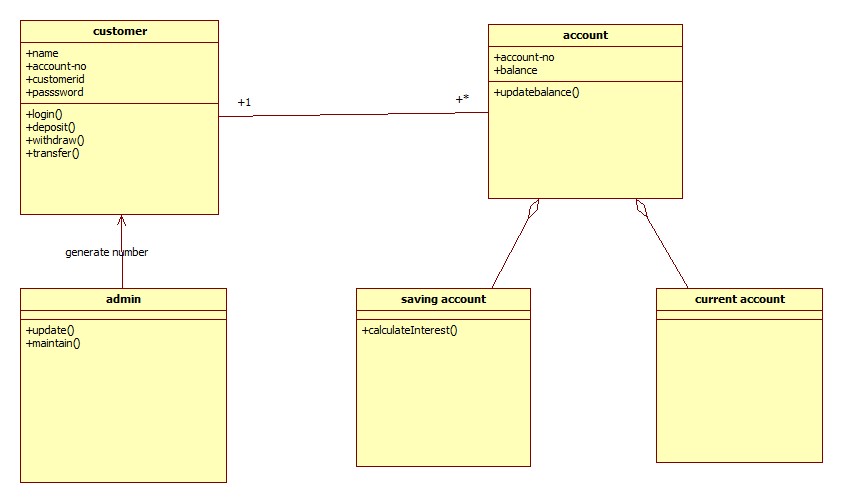 customer
+name
+account-no
+customerid
+passsword
+login()
+deposit()
+withdraw()
+transfer()
+1
+*
account
+account-no
+balance
+updatebalance()
generate number
admin
+update()
+maintain()
saving account
+calculateInterest()
current account